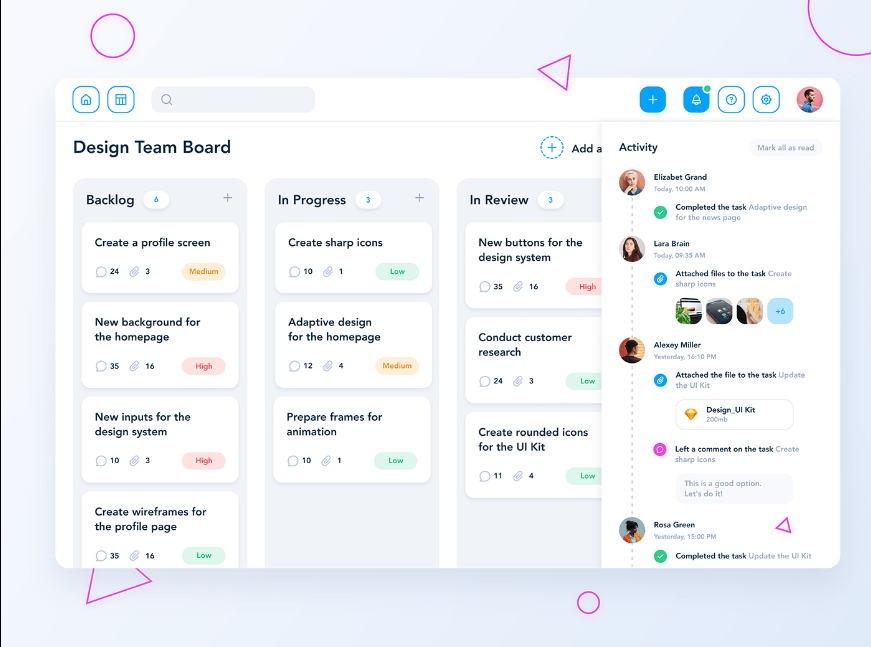 Design Team Board
Add a
Backlog 6
Create a profile screen
24 3 Medium
New background for
the homepage
35 16 High
New inputs for the
design system
10 3 High
Create wireframes for
the profile page
35 16 Low
In Progress 3
Create sharp icons
10 1 Low
Adaptive design
for the homepage
12 4 Medium
Prepare frames for
animation
10 1 Low
In Review 3
New buttons for the
design system
35 16 High
Conduct customer
research
24 3 Low
Create rounded icons
for the UI Kit
11 4 Low
Activity
Mark all as read
Elizabet Grand
Today, 10:00 AM
Completed the task Adaptive design
for the news page
Lara Brain
Today, 09:35 AM
Attached files to the task Create
sharp icons
+6
Alexey Miller
Yesterday, 16:10 PM
Attached the file to the task Update
the UI Kit
Design_UI Kit
200mb
Left a comment on the task Create
sharp icons
This is a good option.
Let's do it!
Rosa Green
Yesterday, 15:00 PM
Completed the task Update the UI Kit